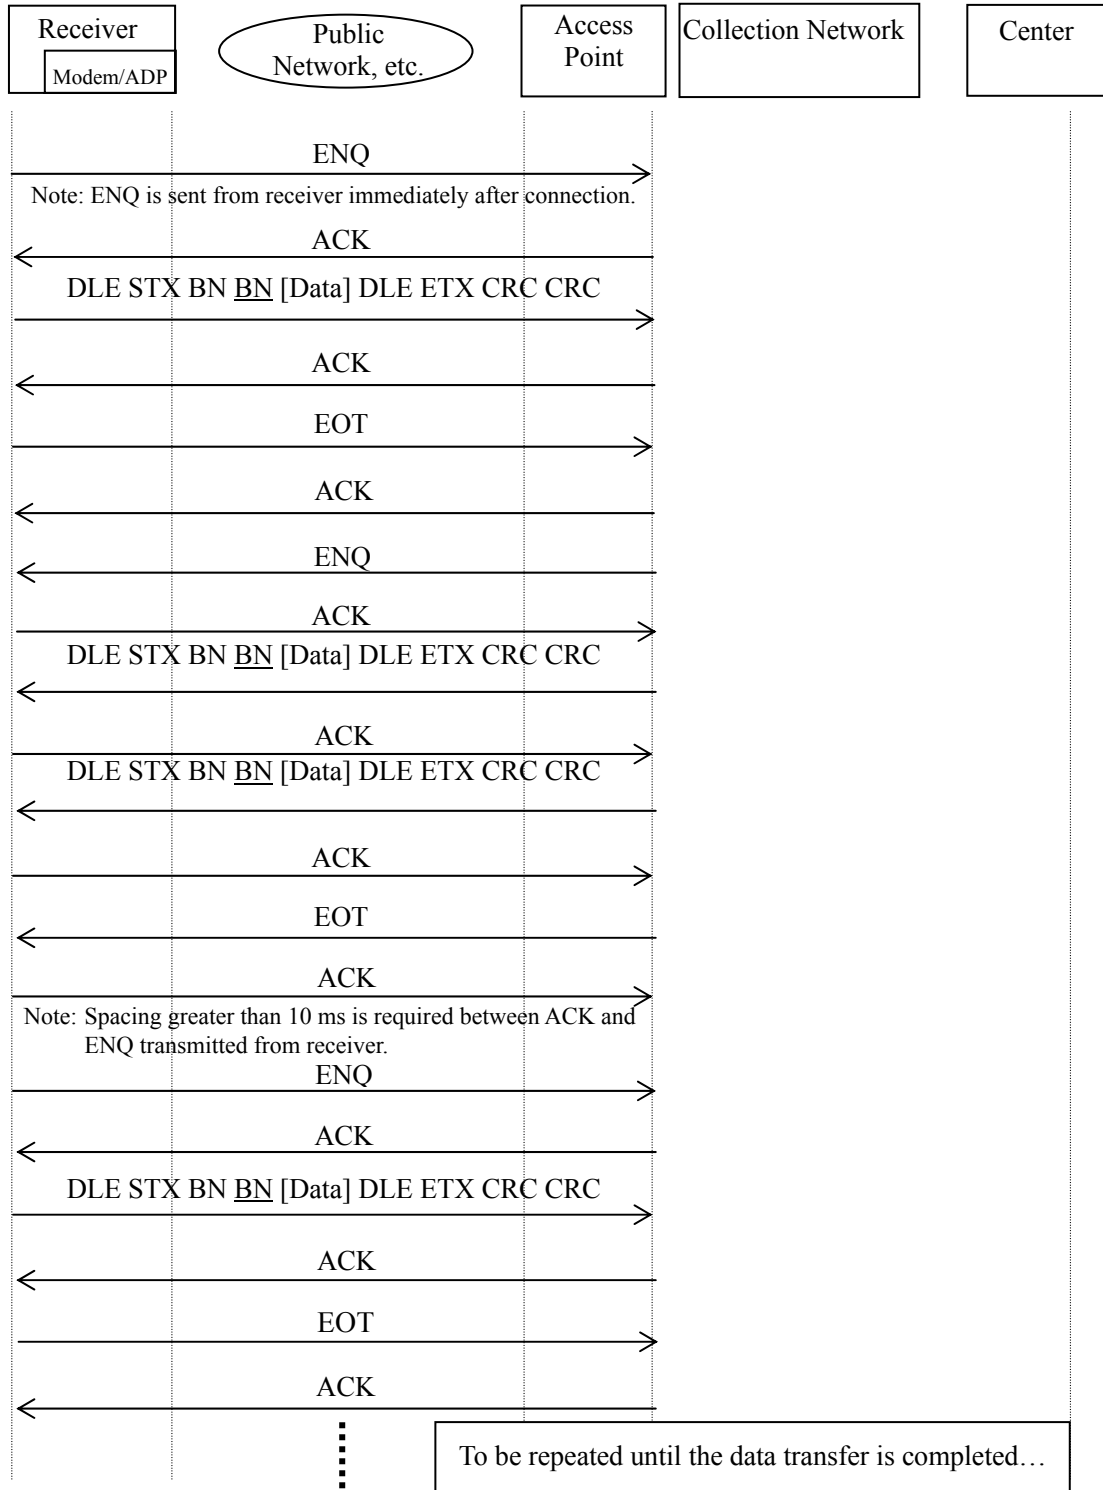 Receiver
Modem/ADP
Public
Network, etc.
Access
Point
Collection Network
Center
ENQ
Note: ENQ is sent from receiver immediately after connection.
ACK
DLE STX BN BN [Data] DLE ETX CRC CRC
ACK
EOT
ACK
ENQ
ACK
DLE STX BN BN [Data] DLE ETX CRC CRC
ACK
DLE STX BN BN [Data] DLE ETX CRC CRC
ACK
EOT
ACK
Note: Spacing greater than 10 ms is required between ACK and
ENQ transmitted from receiver.
ENQ
ACK
DLE STX BN BN [Data] DLE ETX CRC CRC
ACK
EOT
ACK
To be repeated until the data transfer is completed…